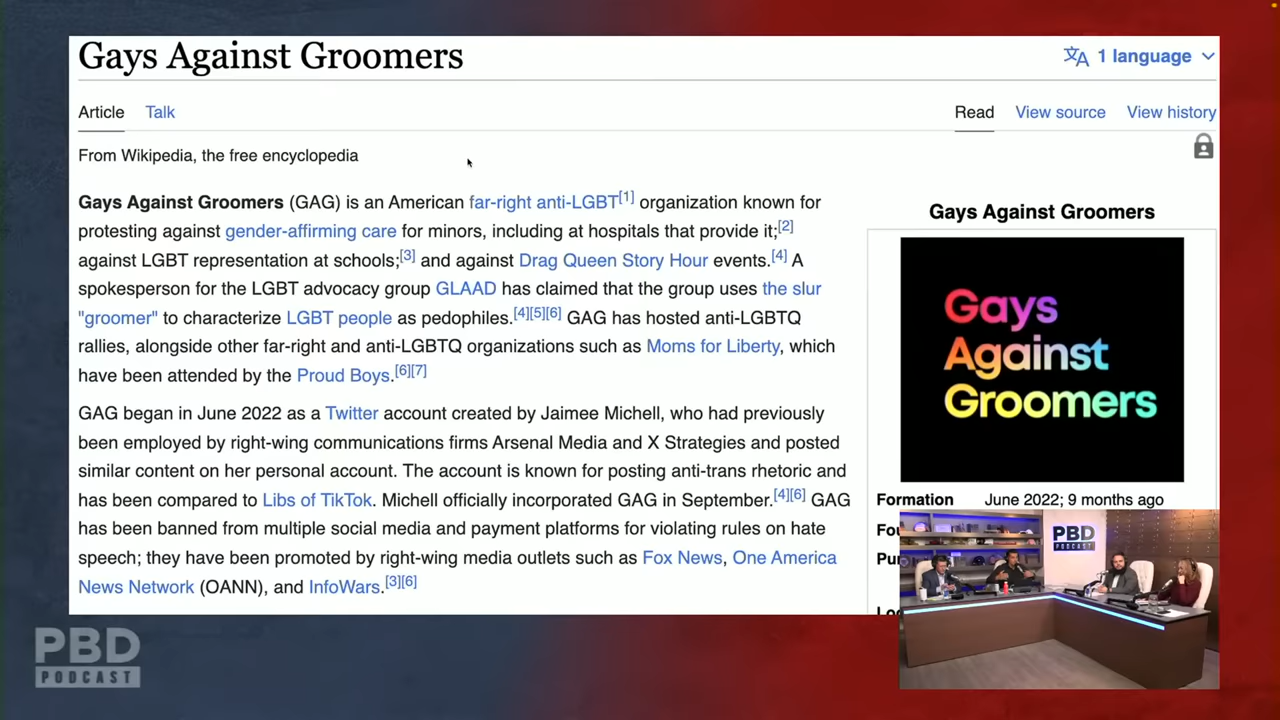 Gays Against Groomers
1 language
Article
Talk
Read
View source
View history
From Wikipedia, the free encyclopedia
Gays Against Groomers (GAG) is an American far-right anti-LGBT[1] organization known for
protesting against gender-affirming care for minors, including at hospitals that provide it;[2]
against LGBT representation at schools;[3] and against Drag Queen Story Hour events.[4] A
spokesperson for the LGBT advocacy group GLAAD has claimed that the group uses the slur
"groomer" to characterize LGBT people as pedophiles.[4][5][6] GAG has hosted anti-LGBTQ
rallies, alongside other far-right and anti-LGBTQ organizations such as Moms for Liberty, which
have been attended by the Proud Boys.[6][7]
GAG began in June 2022 as a Twitter account created by Jaimee Michell, who had previously
been employed by right-wing communications firms Arsenal Media and X Strategies and posted
similar content on her personal account. The account is known for posting anti-trans rhetoric and
has been compared to Libs of TikTok. Michell officially incorporated GAG in September.[4][6] GAG
has been banned from multiple social media and payment platforms for violating rules on hate
speech; they have been promoted by right-wing media outlets such as Fox News, One America
News Network (OANN), and InfoWars.[3][6]
Gays Against Groomers
Gays
Against
Groomers
Formation June 2022; 9 months ago
PBD
PODCAST
PBD
PODCAST